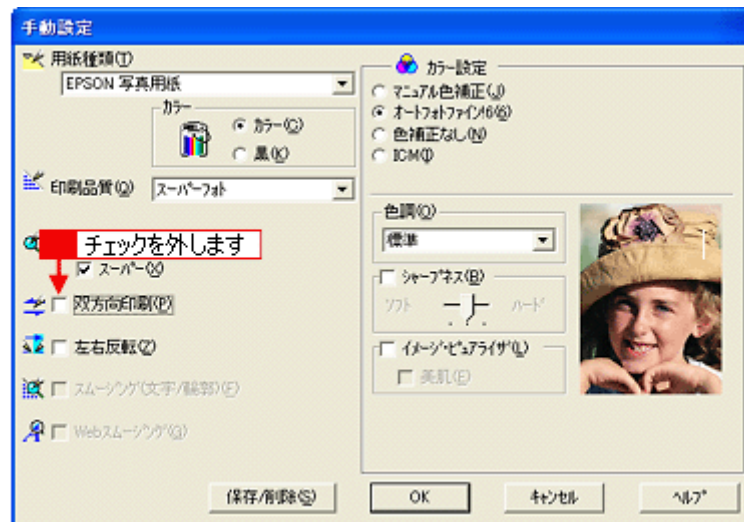 手動設定
用紙種類(T)
EPSON 写真用紙
カラー
カラー(C)
黒(K)
印刷品質(Q)
スーパーフォト
チェックを外します
スーパー(X)
双方向印刷(P)
左右反転(Z)
スムージング(文字/輪郭)(F)
Webスムージング(G)
カラー設定
マニュアル色補正(J)
オートフォトファイン!6(6)
色補正なし(N)
ICM(I)
色調(O)
標準
シャープネス(B)
ソフト
ハード
イメージ・ピュアライザ(L)
美肌(E)
保存/削除(S)
OK
キャンセル
ヘルプ